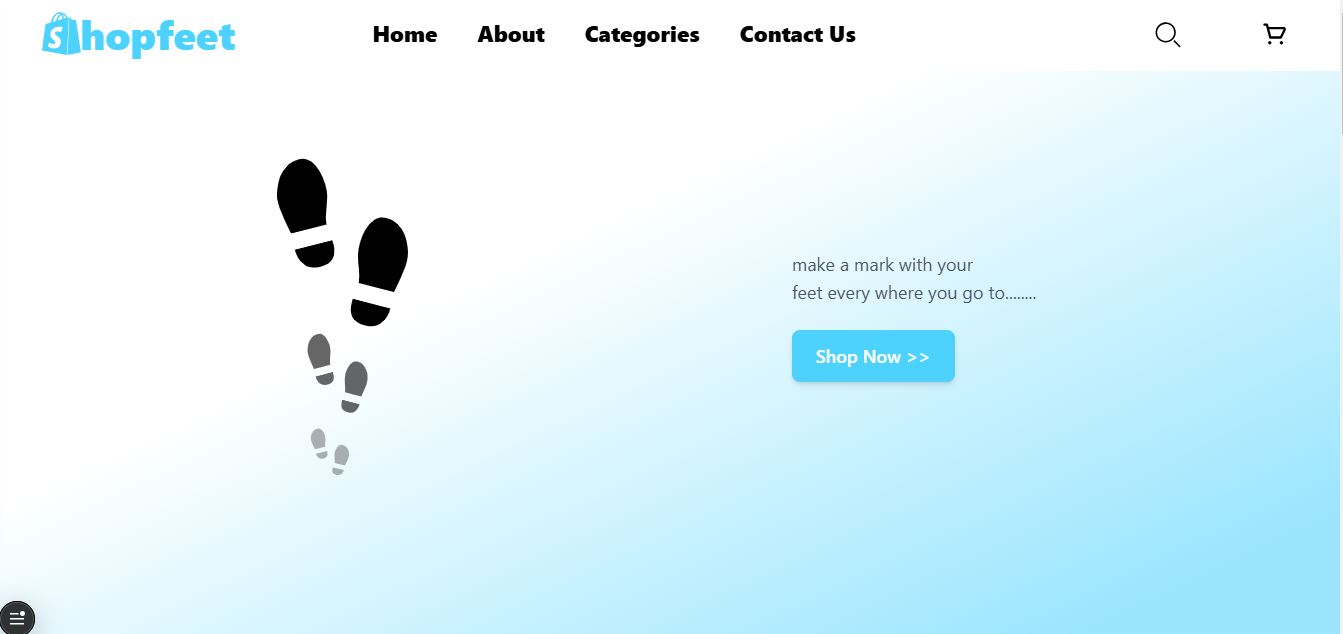 Shopfeet
Home About Categories Contact Us
make a mark with your
feet every where you go to........
Shop Now >>